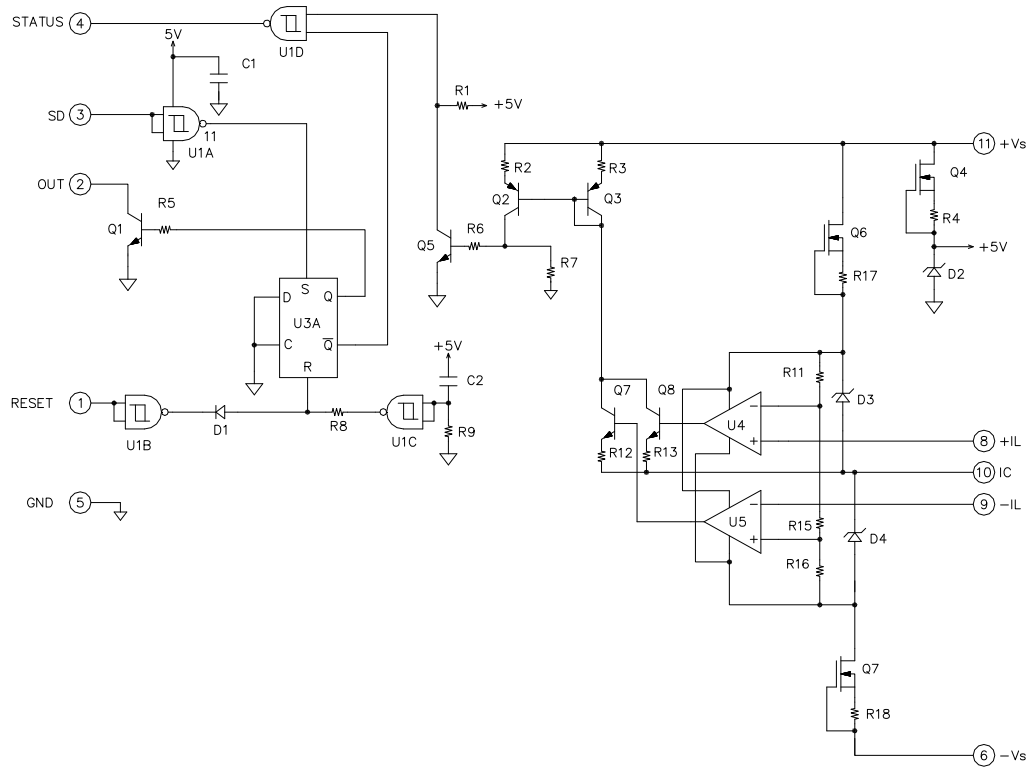 STATUS 4
U1D
5V
C1
R1
+5V
SD 3
11
U1A
11 +Vs
R2
R3
Q4
OUT 2
R5
Q2
Q3
Q1
R4
Q5
R6
Q6
+5V
R7
R17
D2
S
D
Q
U3A
C
Q̅
R
+5V
R11
C2
Q7
Q8
D3
RESET 1
U4
−
+
8 +IL
U1B
D1
R8
U1C
R9
R12
R13
10 IC
GND 5
−
9 −IL
U5
R15
+
D4
R16
Q7
R18
6 −Vs